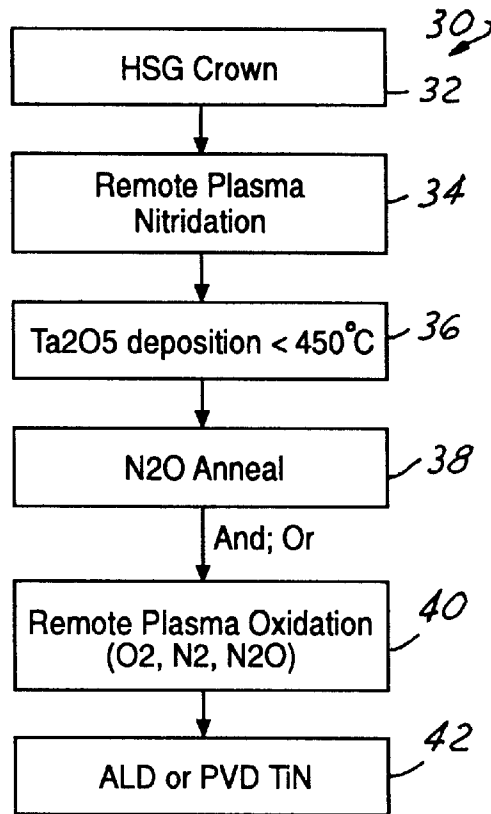 30
HSG Crown
32
Remote Plasma
Nitridation
34
Ta2O5 deposition < 450°C
36
N2O Anneal
38
And; Or
Remote Plasma Oxidation
(O2, N2, N2O)
40
ALD or PVD TiN
42